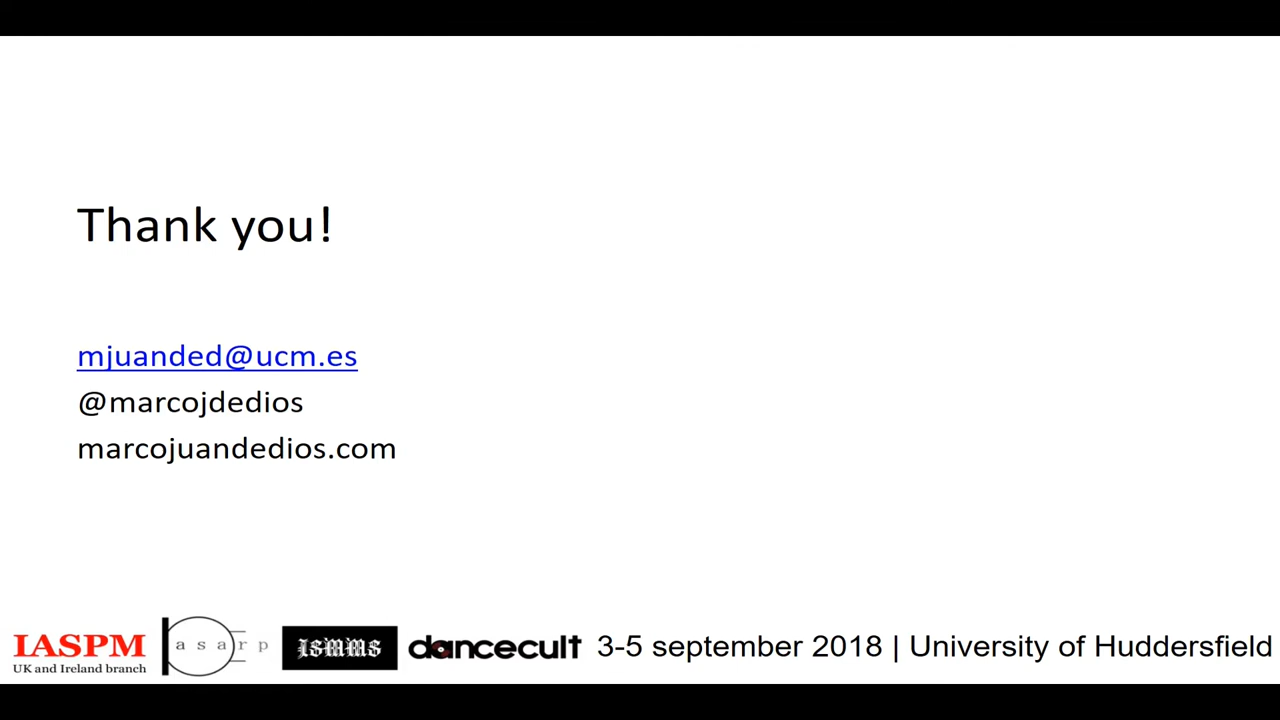 Thank you!
mjuanded@ucm.es
@marcojdedios
marcojuandedios.com
IASPM
UK and Ireland branch
asarp
ismms
dancecult
3-5 september 2018 | University of Huddersfield